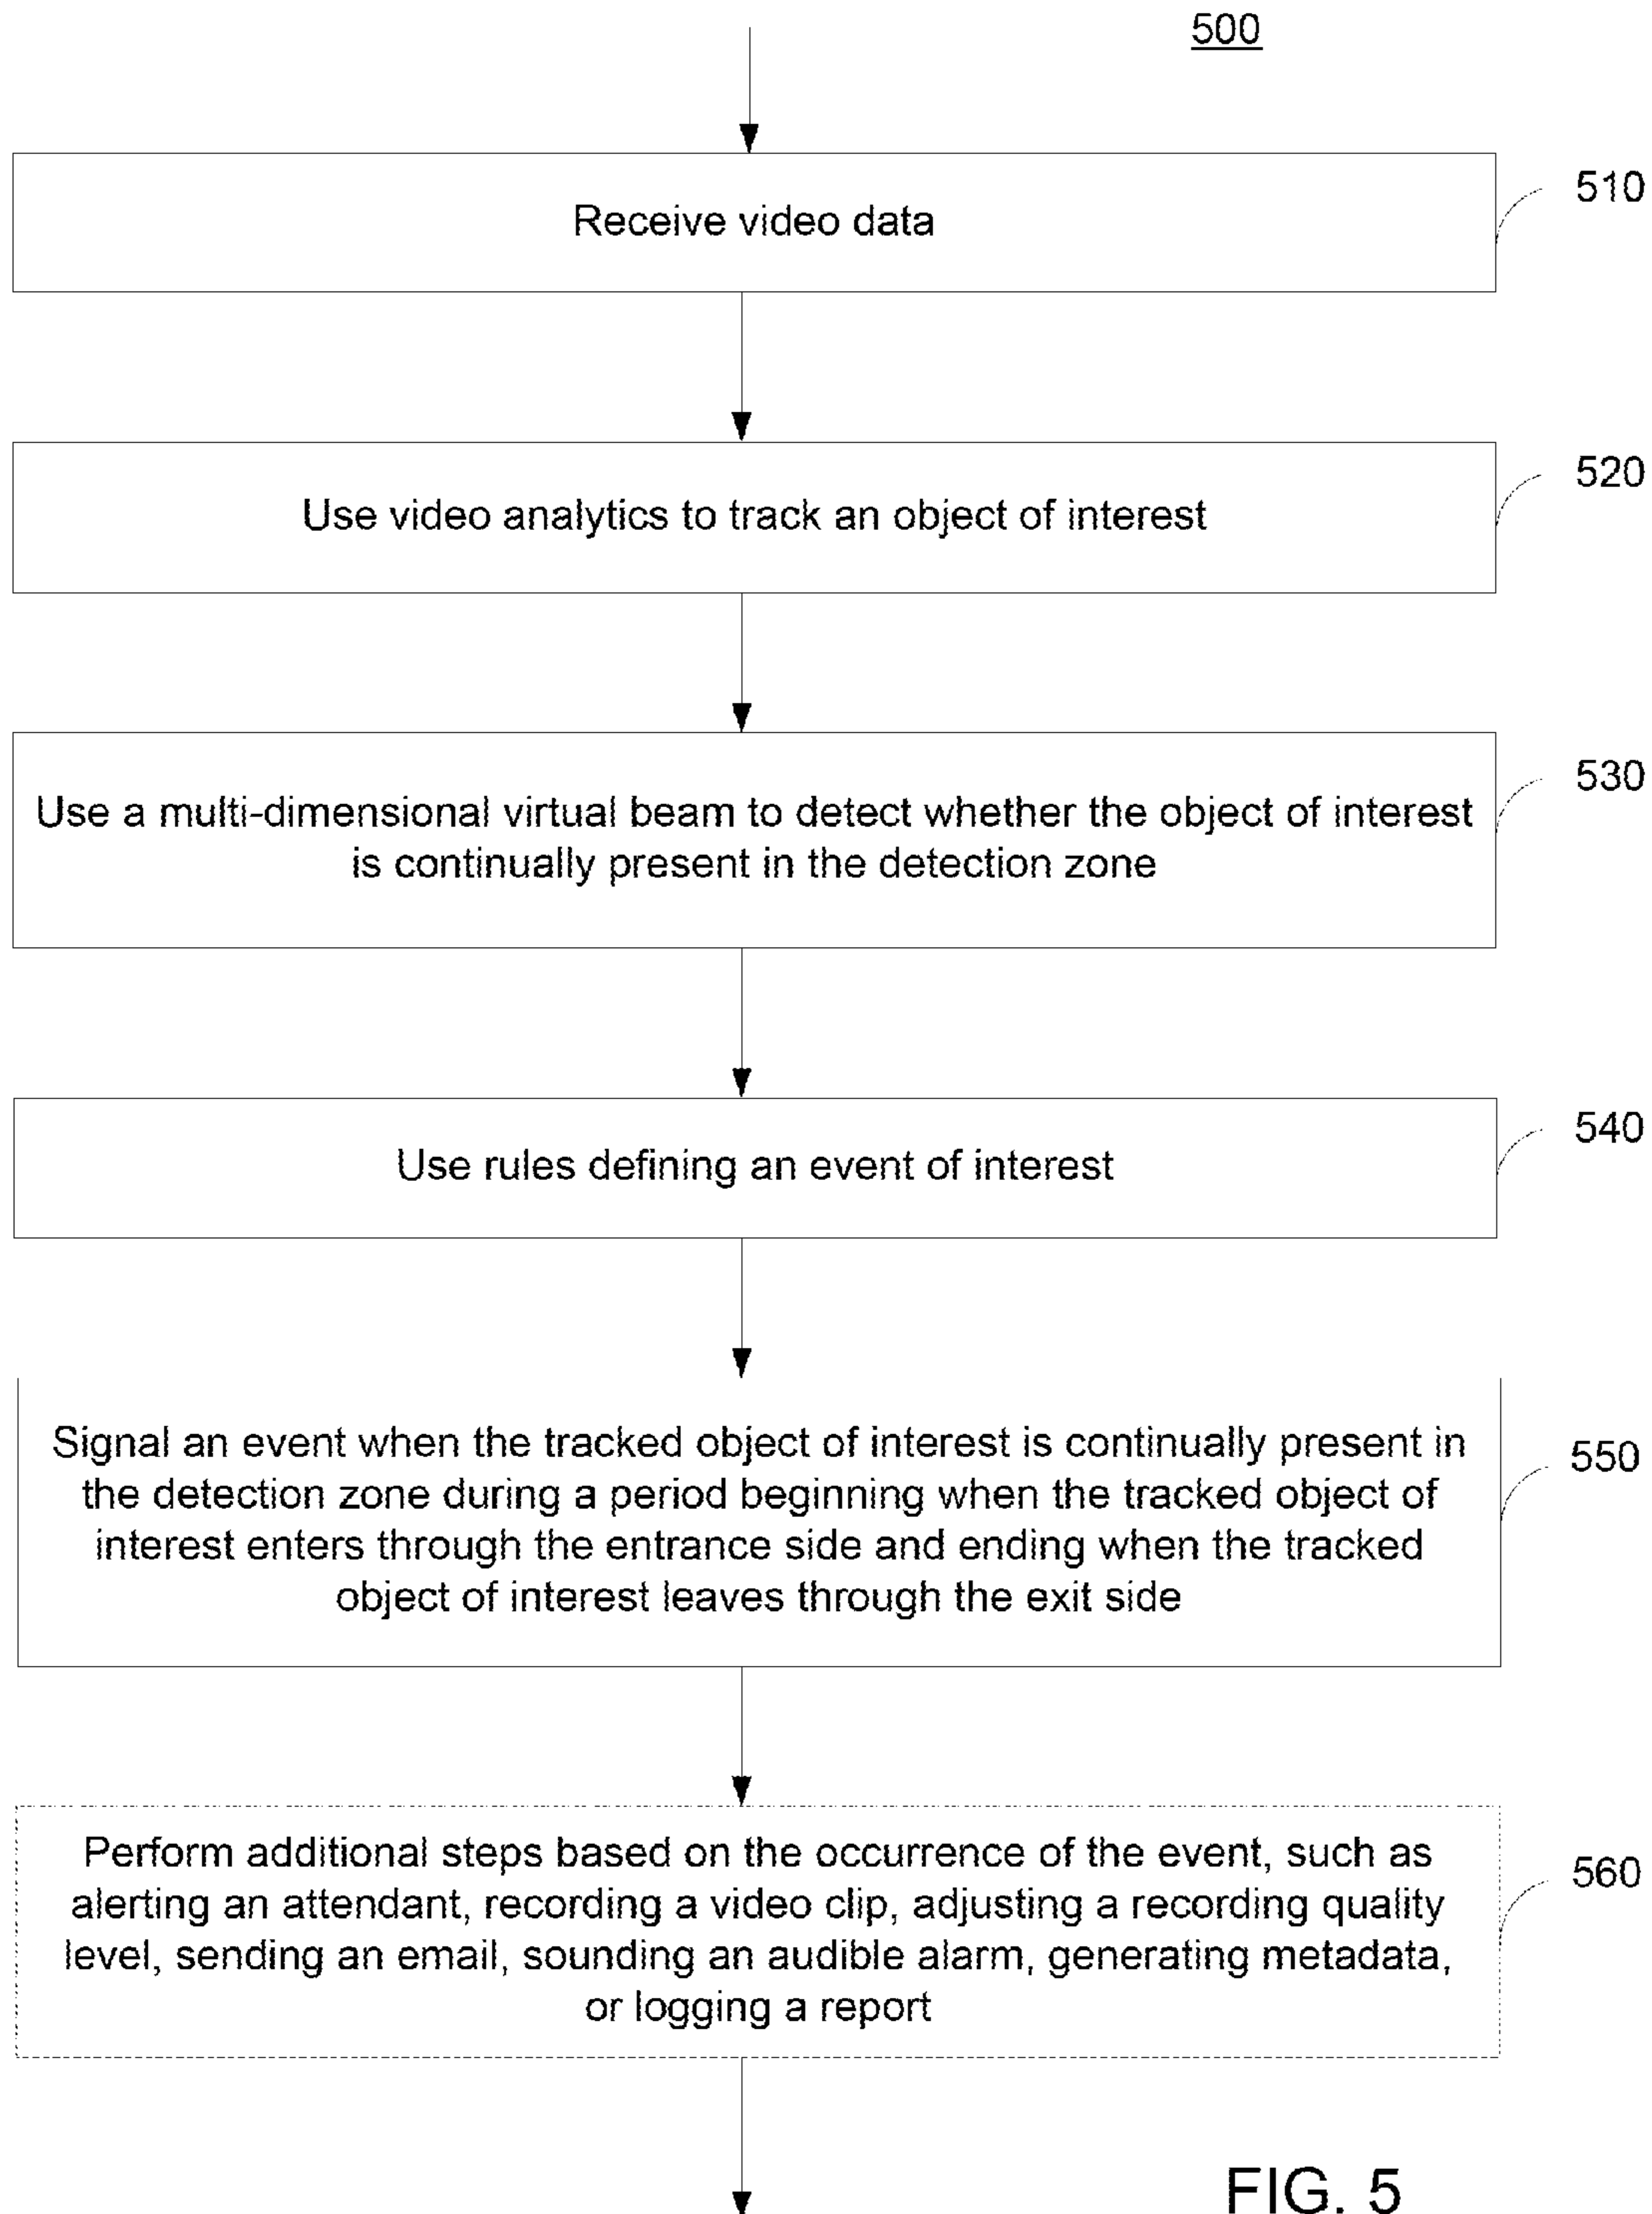 500
Receive video data
510
Use video analytics to track an object of interest
520
Use a multi-dimensional virtual beam to detect whether the object of interest
is continually present in the detection zone
530
Use rules defining an event of interest
540
Signal an event when the tracked object of interest is continually present in
the detection zone during a period beginning when the tracked object of
interest enters through the entrance side and ending when the tracked
object of interest leaves through the exit side
550
Perform additional steps based on the occurrence of the event, such as
alerting an attendant, recording a video clip, adjusting a recording quality
level, sending an email, sounding an audible alarm, generating metadata,
or logging a report
560
FIG. 5